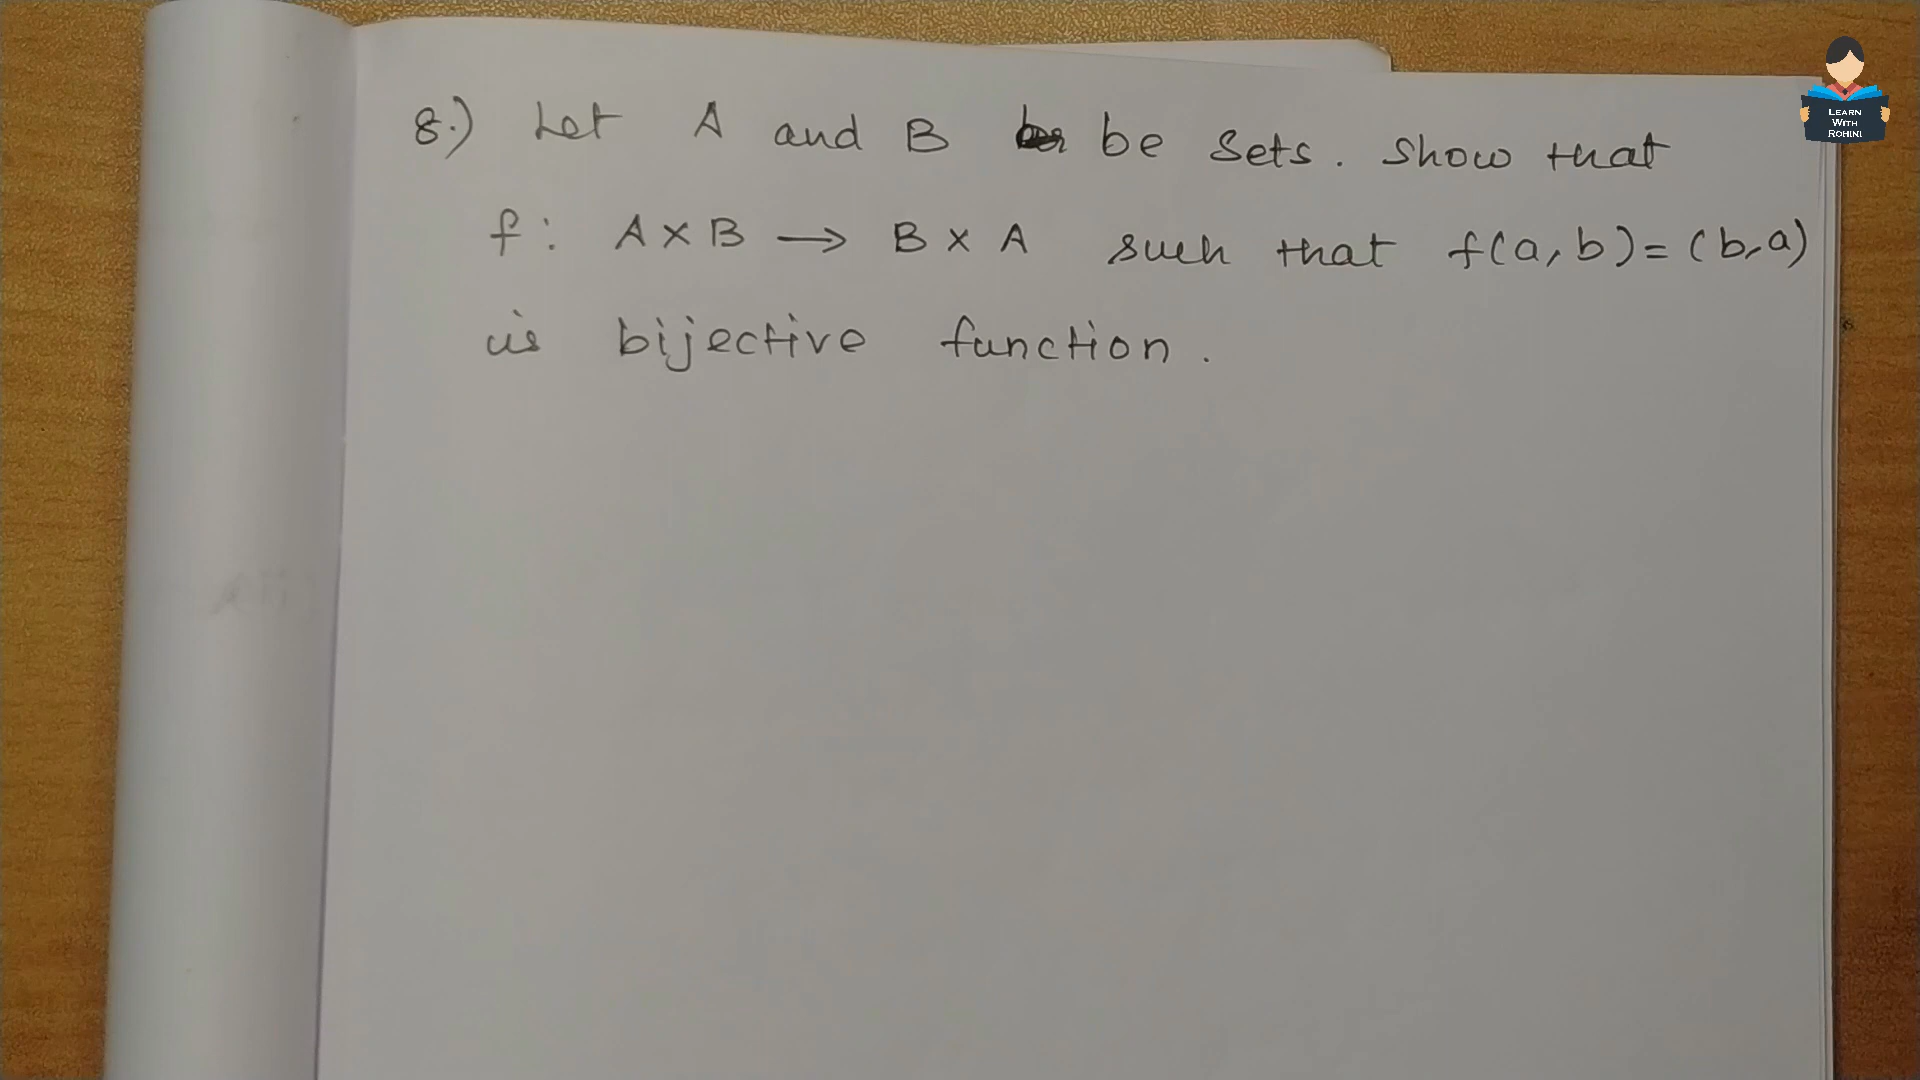 8.) Let A and B be sets. Show that
f: A × B → B × A such that f(a, b) = (b, a)
is bijective function.
LEARN
WITH
ROHINI